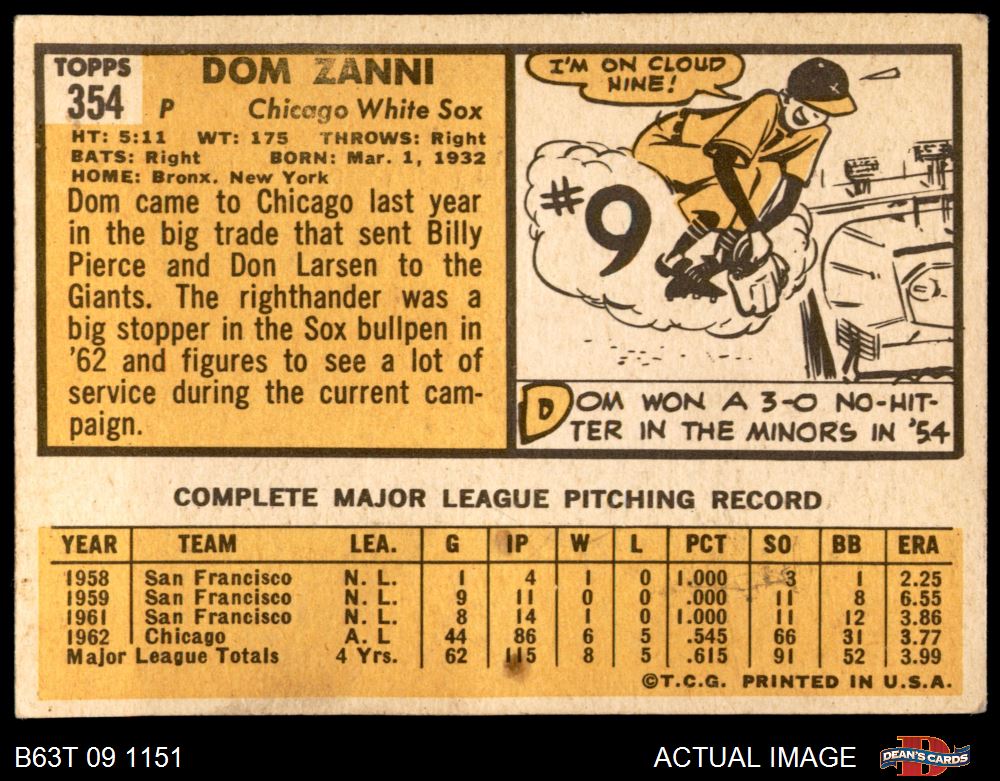 TOPPS
354
DOM ZANNI
P Chicago White Sox
HT: 5:11 WT: 175 THROWS: Right
BATS: Right BORN: Mar. 1, 1932
HOME: Bronx, New York
Dom came to Chicago last year
in the big trade that sent Billy
Pierce and Don Larsen to the
Giants. The righthander was a
big stopper in the Sox bullpen in
'62 and figures to see a lot of
service during the current cam-
paign.
I'M ON CLOUD
NINE!
#9
DOM WON A 3-0 NO-HIT-
TER IN THE MINORS IN '54
COMPLETE MAJOR LEAGUE PITCHING RECORD
YEAR TEAM LEA. G IP W L PCT SO BB ERA
1958 San Francisco N. L. 1 4 1 0 1.000 3 1 2.25
1959 San Francisco N. L. 9 11 0 0 .000 11 8 6.55
1961 San Francisco N. L. 8 14 1 0 1.000 11 12 3.86
1962 Chicago A. L 44 86 6 5 .545 66 31 3.77
Major League Totals 4 Yrs. 62 115 8 5 .615 91 52 3.99
©T.C.G. PRINTED IN U.S.A.
B63T 09 1151 ACTUAL IMAGE DEAN'S CARDS